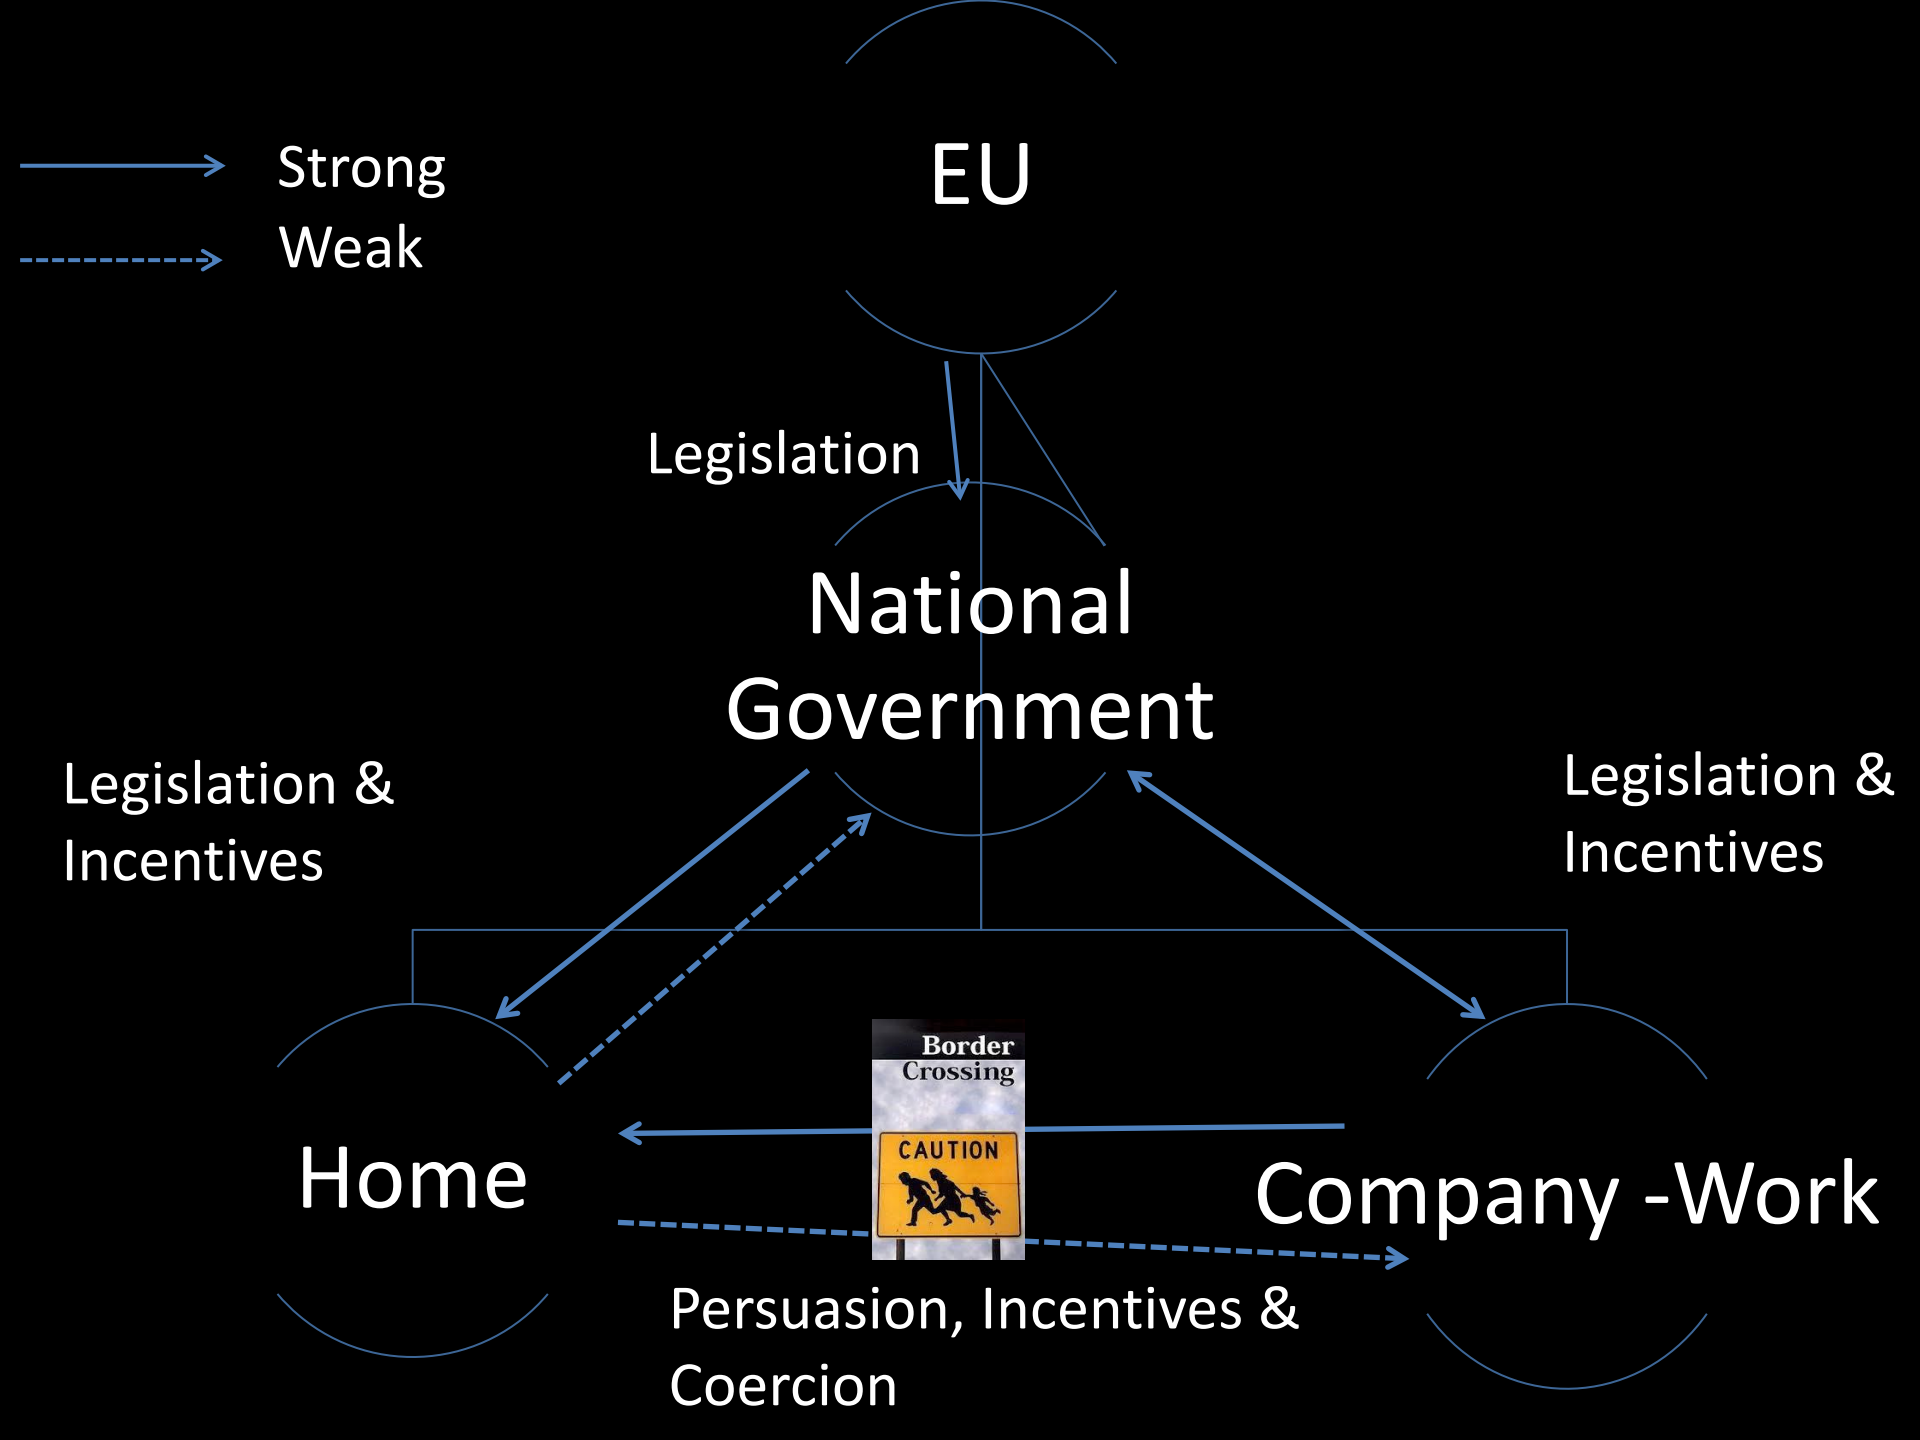 EU
Strong
Weak
Legislation
National
Government
Legislation &
Incentives
Legislation &
Incentives
Border
Crossing
CAUTION
Home
Company -Work
Persuasion, Incentives &
Coercion